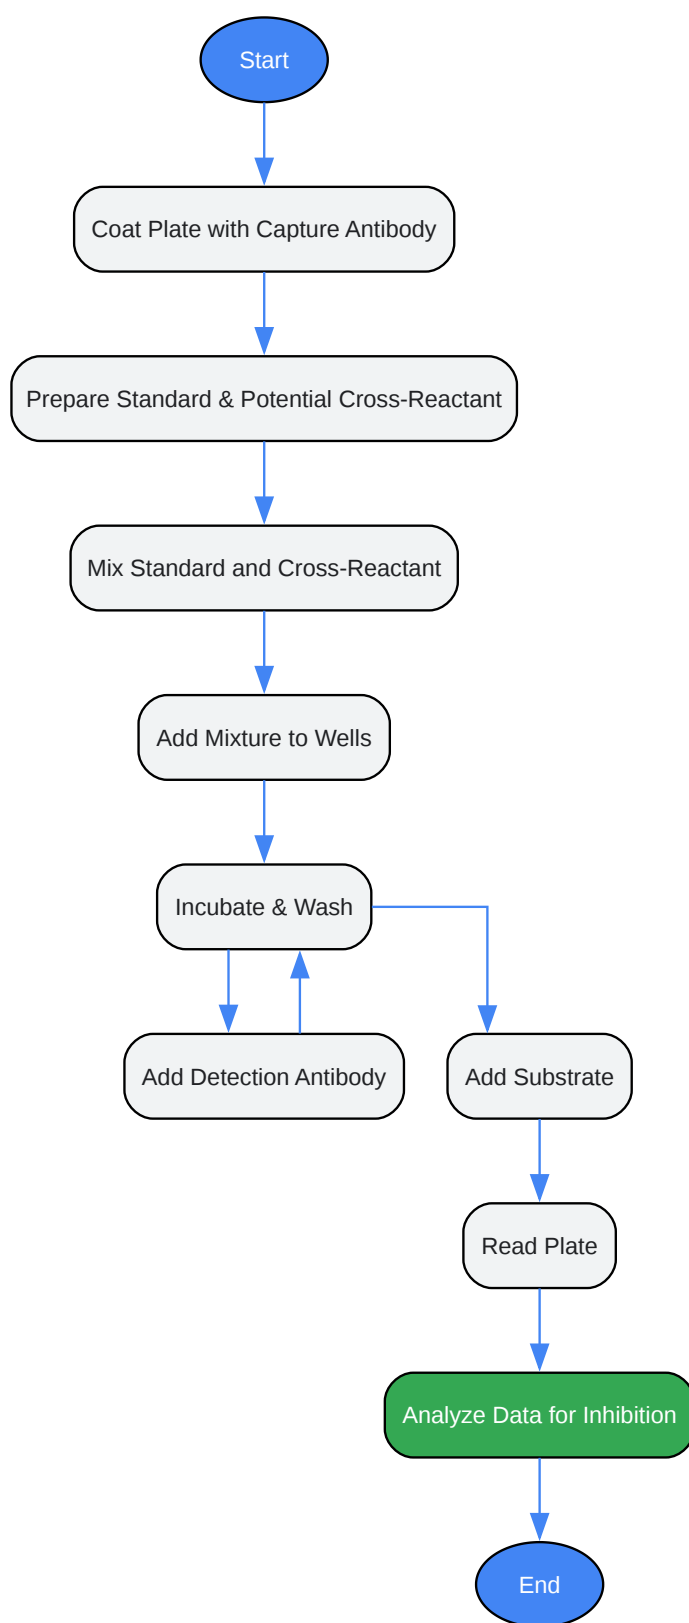 Start
Coat Plate with Capture Antibody
Prepare Standard & Potential Cross-Reactant
Mix Standard and Cross-Reactant
Add Mixture to Wells
Incubate & Wash
Add Detection Antibody
Add Substrate
Read Plate
Analyze Data for Inhibition
End